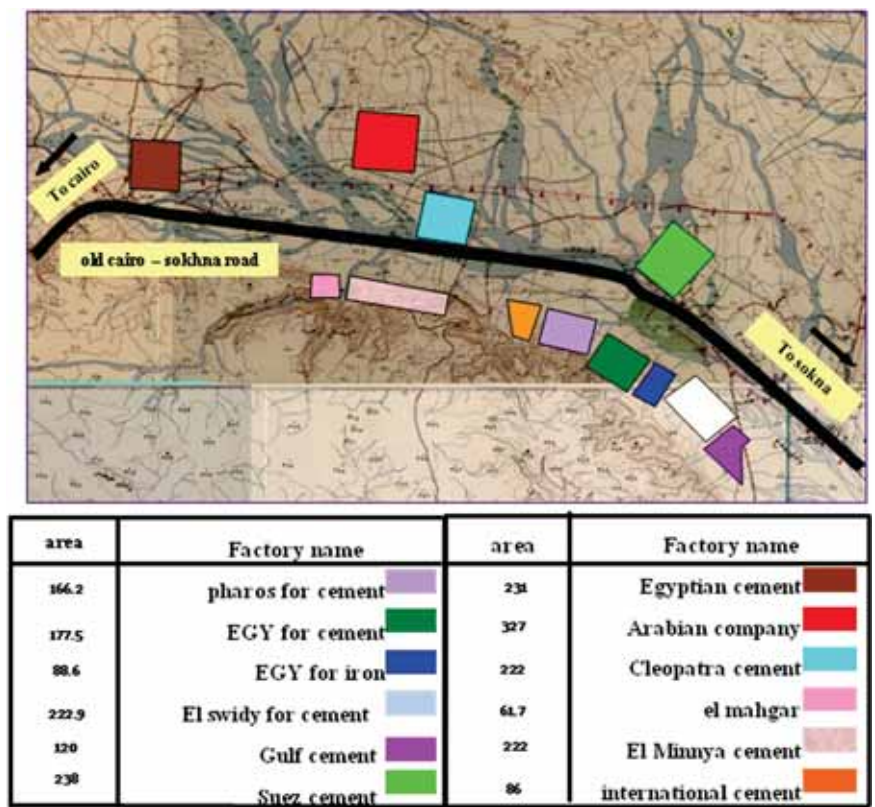 To cairo
old cairo – sokhna road
To sokna
area Factory name area Factory name
166.2 pharos for cement 231 Egyptian cement
177.5 EGY for cement 327 Arabian company
88.6 EGY for iron 222 Cleopatra cement
222.9 El swidy for cement 61.7 el mahgar
120 Gulf cement 222 El Minnya cement
238 Suez cement 86 international cement